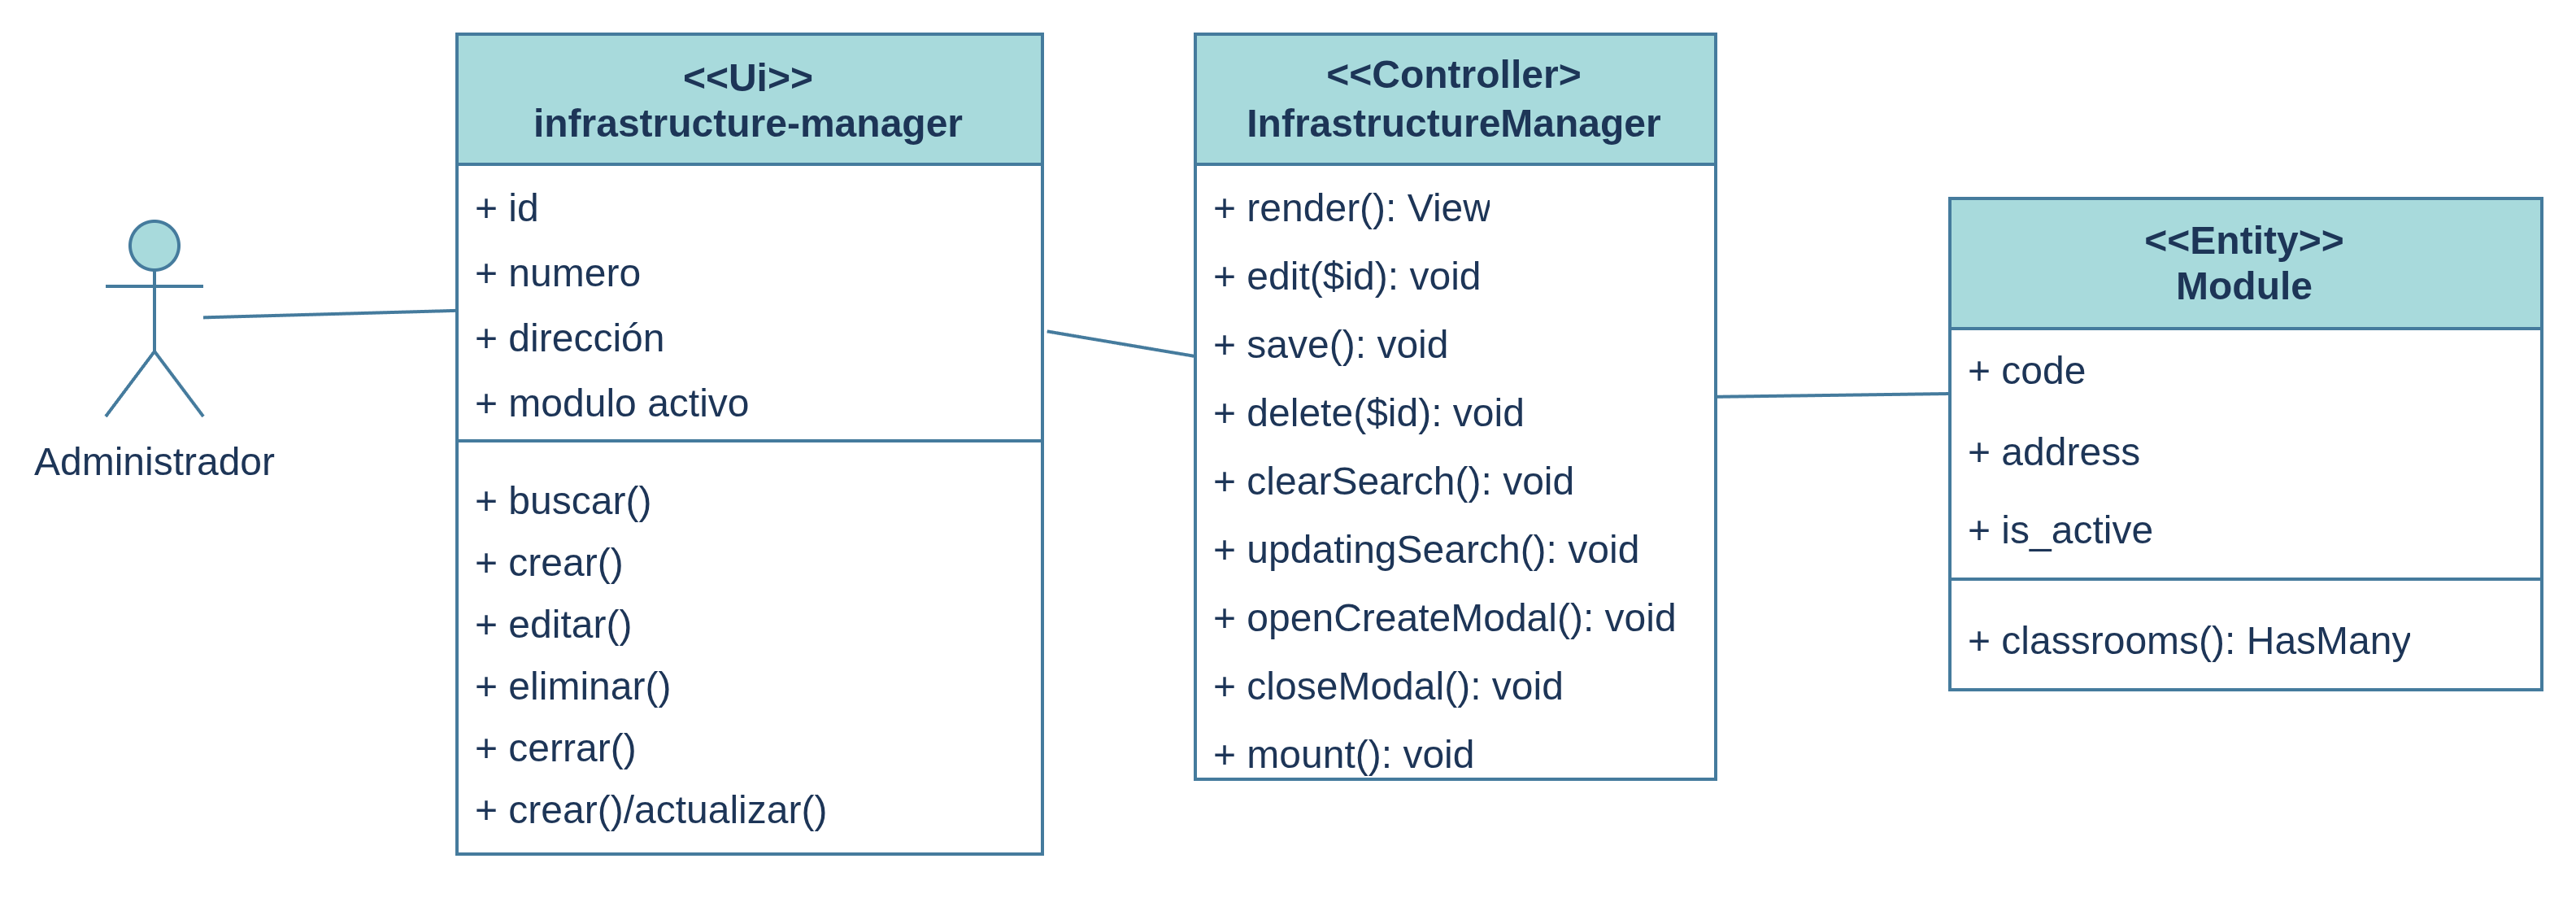 Administrador
<<Ui>>
infrastructure-manager
+ id
+ numero
+ dirección
+ modulo activo
+ buscar()
+ crear()
+ editar()
+ eliminar()
+ cerrar()
+ crear()/actualizar()
<<Controller>
InfrastructureManager
+ render(): View
+ edit($id): void
+ save(): void
+ delete($id): void
+ clearSearch(): void
+ updatingSearch(): void
+ openCreateModal(): void
+ closeModal(): void
+ mount(): void
<<Entity>>
Module
+ code
+ address
+ is_active
+ classrooms(): HasMany